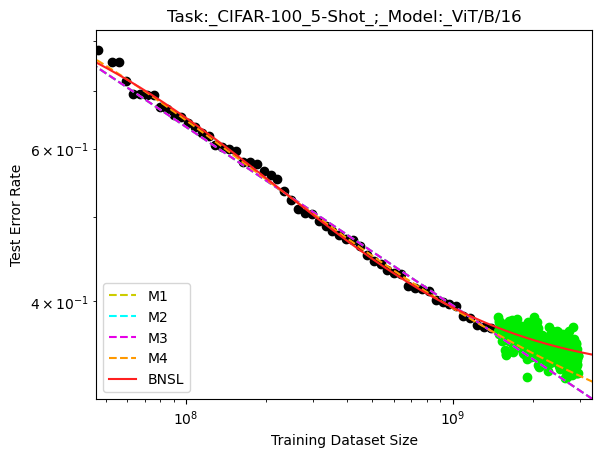 Task:_CIFAR-100_5-Shot_;_Model:_ViT/B/16
Test Error Rate
6 × 10⁻¹
4 × 10⁻¹
M1
M2
M3
M4
BNSL
10⁸
10⁹
Training Dataset Size